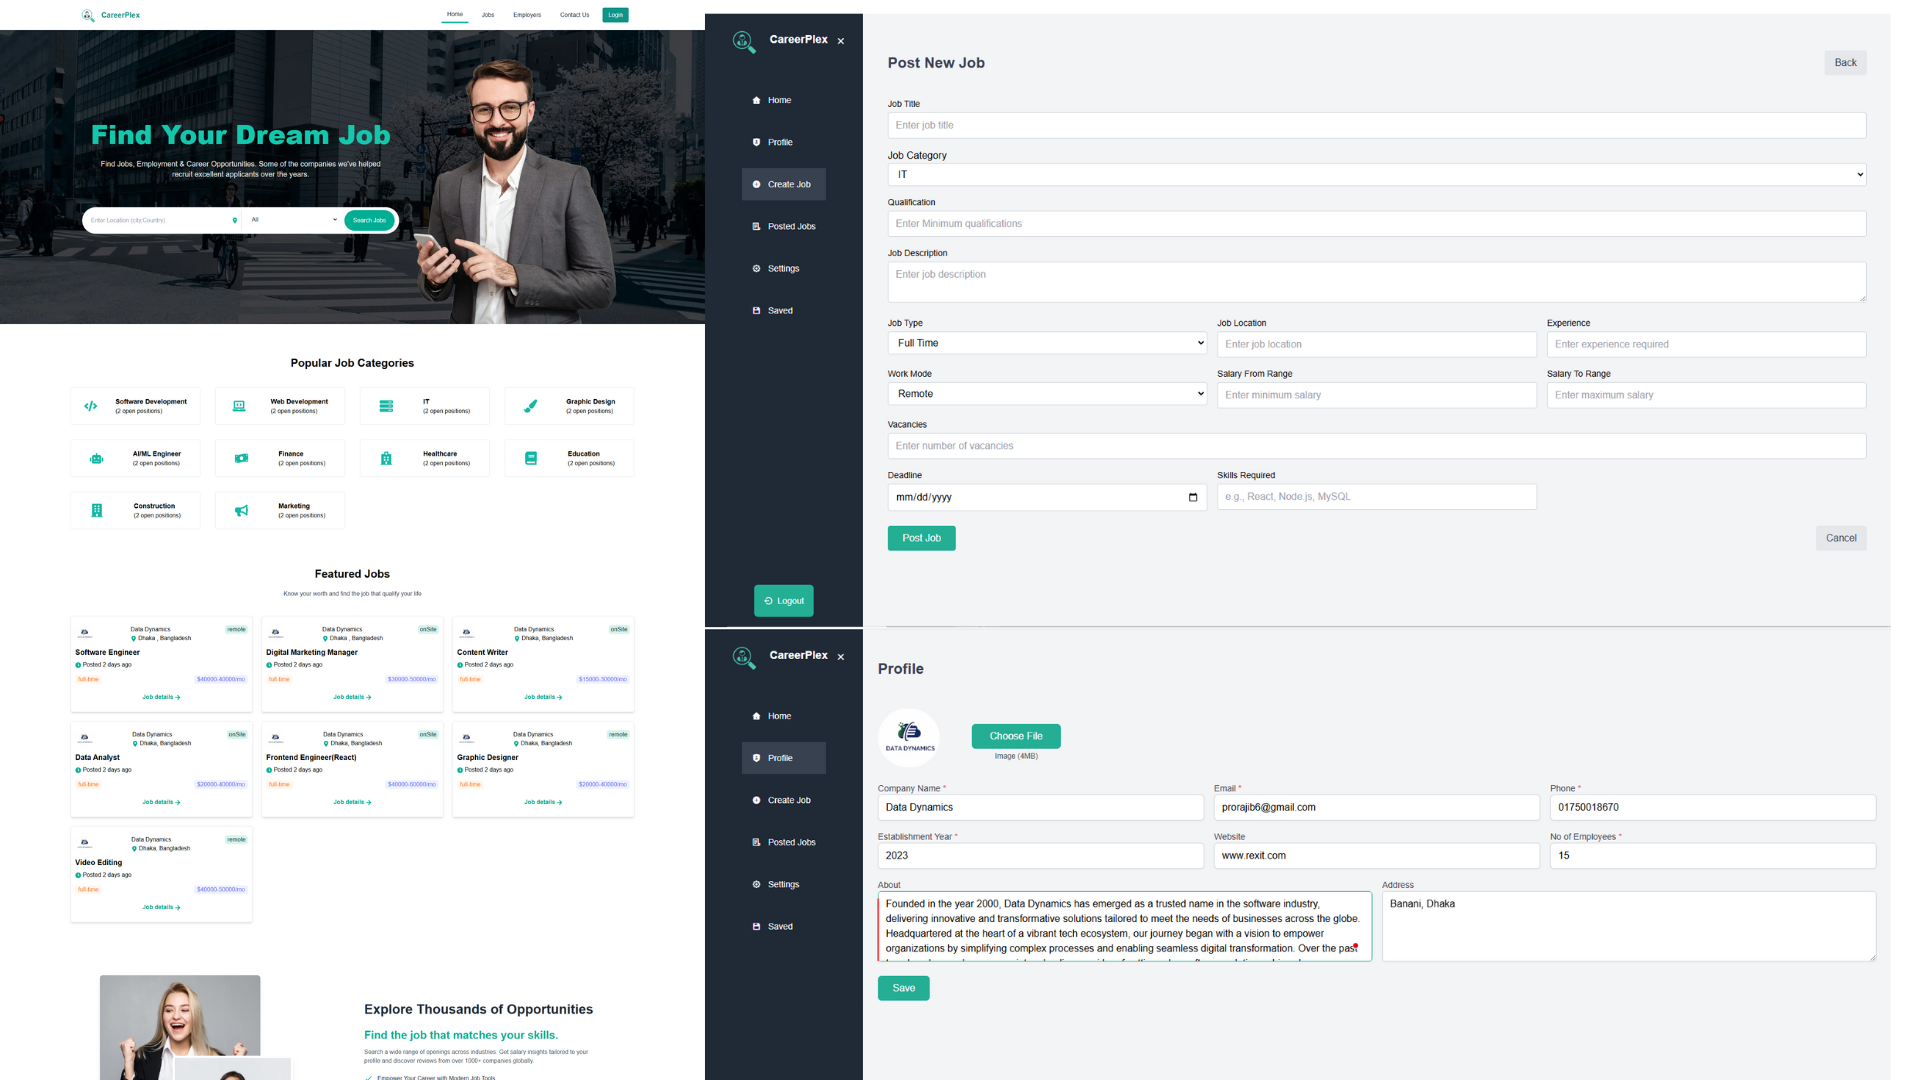 CareerPlex
Home
Jobs
Employers
Contact Us
Login
Find Your Dream Job
Find Jobs, Employment & Career Opportunities. Some of the companies we've helped
recruit excellent applicants over the years.
Enter Location (city,Country)
All
Search Jobs
Popular Job Categories
Software Development
(2 open positions)
Web Development
(2 open positions)
IT
(2 open positions)
Graphic Design
(2 open positions)
AI/ML Engineer
(2 open positions)
Finance
(2 open positions)
Healthcare
(2 open positions)
Education
(2 open positions)
Construction
(2 open positions)
Marketing
(2 open positions)
Featured Jobs
Know your worth and find the job that qualify your life
Data Dynamics
Dhaka , Bangladesh
remote
Software Engineer
Posted 2 days ago
full-time
$40000-40000/mo
Job details →
Data Dynamics
Dhaka , Bangladesh
onSite
Digital Marketing Manager
Posted 2 days ago
full-time
$30000-50000/mo
Job details →
Data Dynamics
Dhaka, Bangladesh
onSite
Content Writer
Posted 2 days ago
full-time
$15000-30000/mo
Job details →
Data Dynamics
Dhaka, Bangladesh
onSite
Data Analyst
Posted 2 days ago
full-time
$20000-40000/mo
Job details →
Data Dynamics
Dhaka, Bangladesh
onSite
Frontend Engineer(React)
Posted 2 days ago
full-time
$40000-60000/mo
Job details →
Data Dynamics
Dhaka, Bangladesh
remote
Graphic Designer
Posted 2 days ago
full-time
$20000-40000/mo
Job details →
Data Dynamics
Dhaka, Bangladesh
remote
Video Editing
Posted 2 days ago
full-time
$40000-50000/mo
Job details →
Explore Thousands of Opportunities
Find the job that matches your skills.
Search a wide range of openings across industries. Get salary insights tailored to your
profile and discover reviews from over 1000+ companies globally.
Empower Your Career with Modern Job Tools
CareerPlex ×
Home
Profile
Create Job
Posted Jobs
Settings
Saved
Logout
Post New Job
Back
Job Title
Enter job title
Job Category
IT
Qualification
Enter Minimum qualifications
Job Description
Enter job description
Job Type
Full Time
Job Location
Enter job location
Experience
Enter experience required
Work Mode
Remote
Salary From Range
Enter minimum salary
Salary To Range
Enter maximum salary
Vacancies
Enter number of vacancies
Deadline
mm/dd/yyyy
Skills Required
e.g., React, Node.js, MySQL
Post Job
Cancel
CareerPlex ×
Home
Profile
Create Job
Posted Jobs
Settings
Saved
Profile
DATA DYNAMICS
Choose File
Image (4MB)
Company Name *
Data Dynamics
Email *
prorajib6@gmail.com
Phone *
01750018670
Establishment Year *
2023
Website
www.rexit.com
No of Employees *
15
About
Founded in the year 2000, Data Dynamics has emerged as a trusted name in the software industry,
delivering innovative and transformative solutions tailored to meet the needs of businesses across the globe.
Headquartered at the heart of a vibrant tech ecosystem, our journey began with a vision to empower
organizations by simplifying complex processes and enabling seamless digital transformation. Over the past
Address
Banani, Dhaka
Save